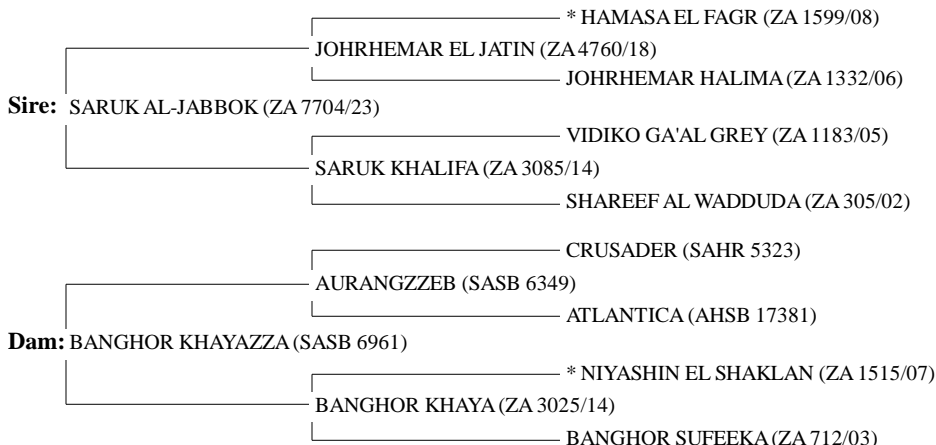 * HAMASA EL FAGR (ZA 1599/08)
JOHRHEMAR EL JATIN (ZA 4760/18)
JOHRHEMAR HALIMA (ZA 1332/06)
Sire: SARUK AL-JABBOK (ZA 7704/23)
VIDIKO GA'AL GREY (ZA 1183/05)
SARUK KHALIFA (ZA 3085/14)
SHAREEF AL WADDUDA (ZA 305/02)
CRUSADER (SAHR 5323)
AURANGZZEB (SASB 6349)
ATLANTICA (AHSB 17381)
Dam: BANGHOR KHAYAZZA (SASB 6961)
* NIYASHIN EL SHAKLAN (ZA 1515/07)
BANGHOR KHAYA (ZA 3025/14)
BANGHOR SUFEEKA (ZA 712/03)